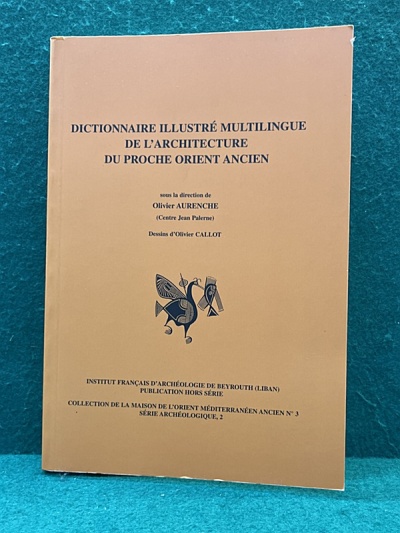 DICTIONNAIRE ILLUSTRÉ MULTILINGUE
DE L'ARCHITECTURE
DU PROCHE ORIENT ANCIEN
sous la direction de
Olivier AURENCHE
(Centre Jean Palerne)
Dessins d'Olivier CALLOT
INSTITUT FRANÇAIS D'ARCHÉOLOGIE DE BEYROUTH (LIBAN)
PUBLICATION HORS SÉRIE
COLLECTION DE LA MAISON DE L'ORIENT MÉDITERRANÉEN ANCIEN N° 3
SÉRIE ARCHÉOLOGIQUE, 2